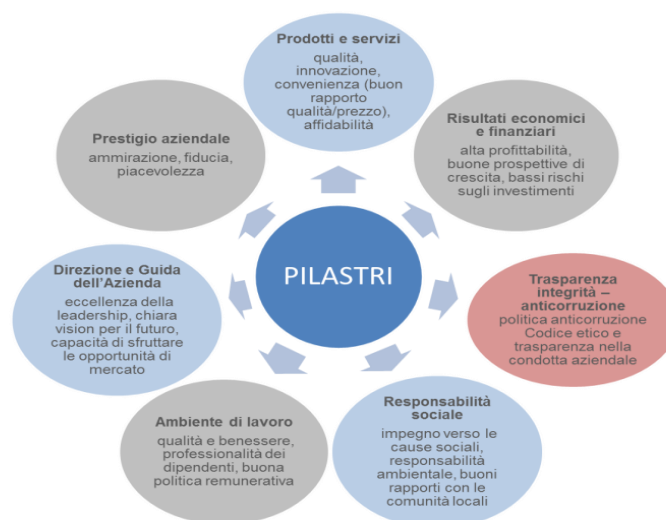 Prodotti e servizi
qualità,
innovazione,
convenienza (buon
rapporto
qualità/prezzo),
affidabilità
Risultati economici
e finanziari
alta profittabilità,
buone prospettive di
crescita, bassi rischi
sugli investimenti
Trasparenza
integrità –
anticorruzione
politica anticorruzione
Codice etico e
trasparenza nella
condotta aziendale
Responsabilità
sociale
impegno verso le
cause sociali,
responsabilità
ambientale, buoni
rapporti con le
comunità locali
Ambiente di lavoro
qualità e benessere,
professionalità dei
dipendenti, buona
politica remunerativa
Direzione e Guida
dell'Azienda
eccellenza della
leadership, chiara
vision per il futuro,
capacità di sfruttare
le opportunità di
mercato
Prestigio aziendale
ammirazione, fiducia,
piacevolezza
PILASTRI